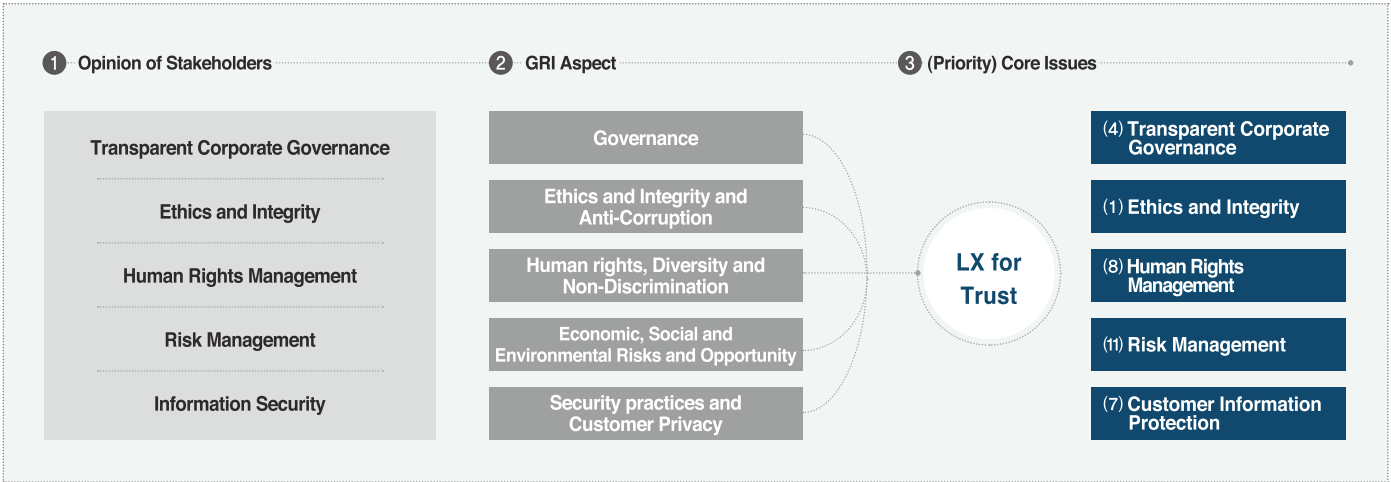 1 Opinion of Stakeholders
2 GRI Aspect
3 (Priority) Core Issues
Transparent Corporate Governance
Ethics and Integrity
Human Rights Management
Risk Management
Information Security
Governance
Ethics and Integrity and
Anti-Corruption
Human rights, Diversity and
Non-Discrimination
Economic, Social and
Environmental Risks and Opportunity
Security practices and
Customer Privacy
LX for
Trust
(4) Transparent Corporate
Governance
(1) Ethics and Integrity
(8) Human Rights
Management
(11) Risk Management
(7) Customer Information
Protection